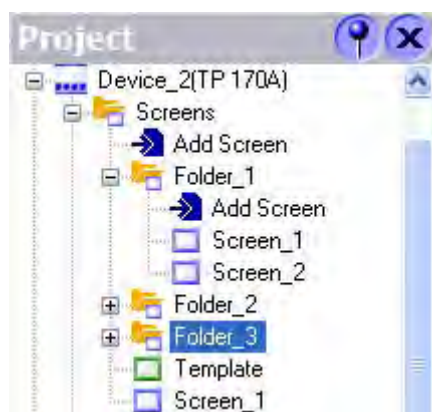 Project
Device_2(TP 170A)
Screens
Add Screen
Folder_1
Add Screen
Screen_1
Screen_2
Folder_2
Folder_3
Template
Screen_1